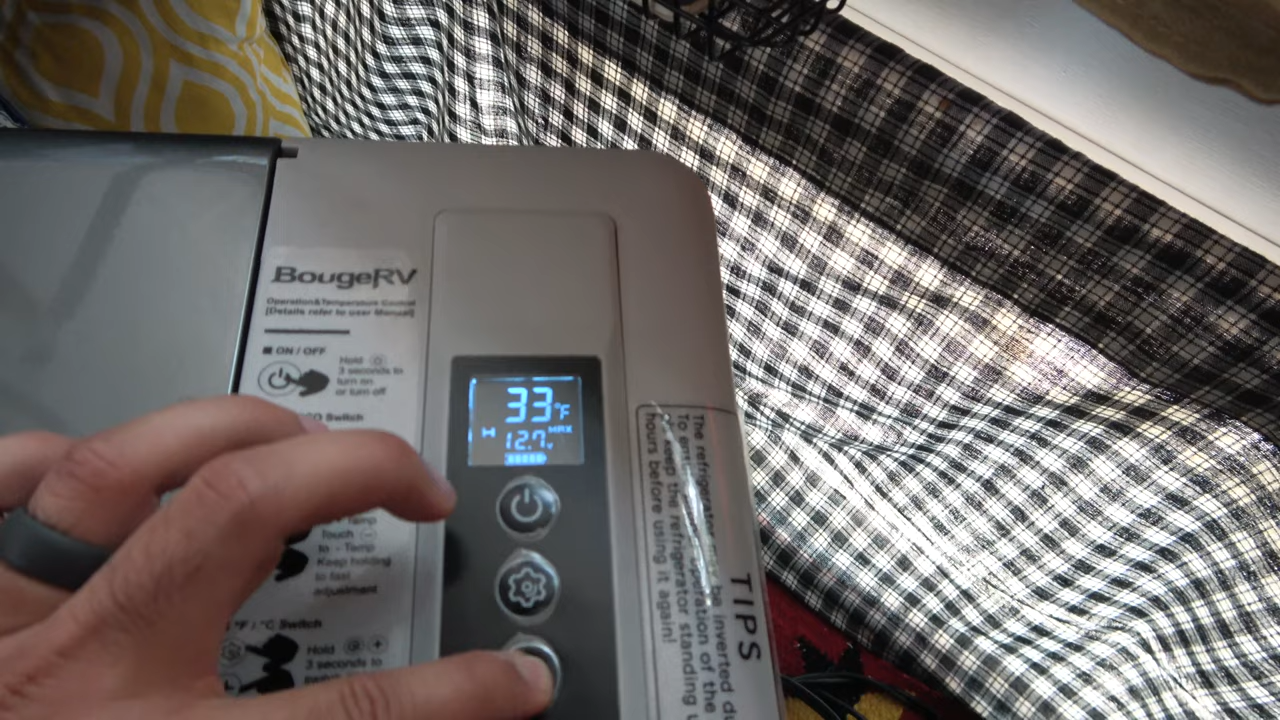 BougeRV
Operation&Temperature Control
[Details refer to user Manual]
ON / OFF
Hold
3 seconds to
turn on
or turn off
Switch
33°F
H MAX
12.7v
Temp
Touch
to - Temp
Keep holding
to fast
adjustment
°F / °C Switch
Hold
3 seconds to
TIPS
The refrigerator be inverted
To operation of the
keep the refrigerator standing
hours before using it again!